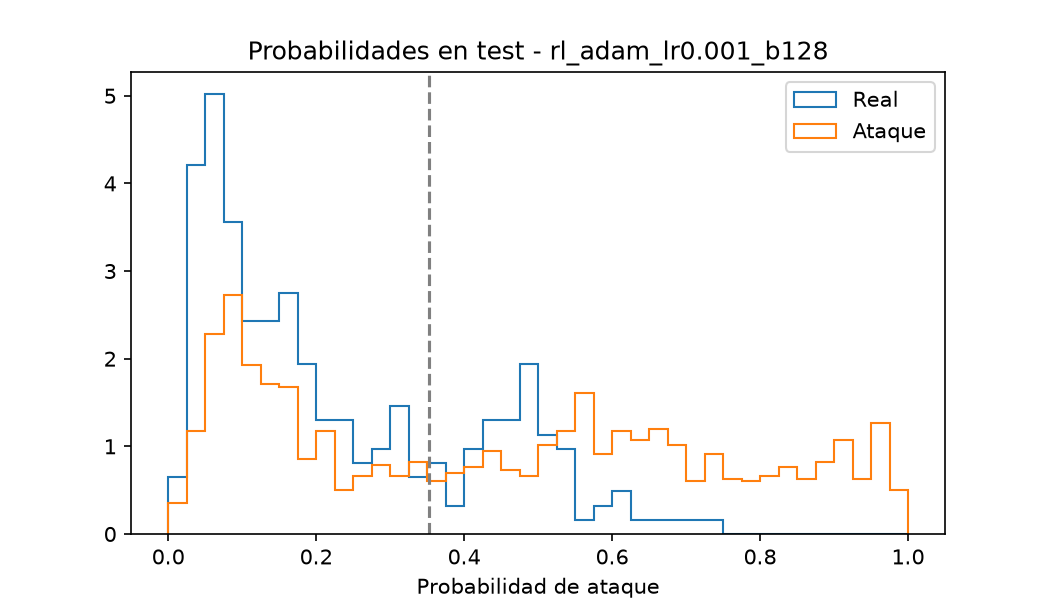 Probabilidades en test - rl_adam_lr0.001_b128
Real
Ataque
5
4
3
2
1
0
0.0 0.2 0.4 0.6 0.8 1.0
Probabilidad de ataque